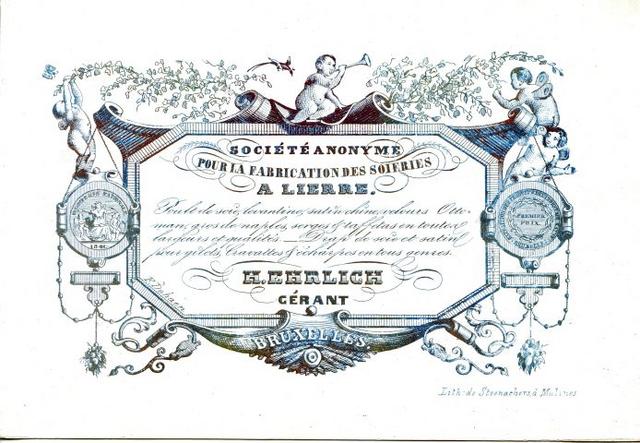 SOCIÉTÉ ANONYME
POUR LA FABRICATION DES SOIERIES
A LIERRE.
Poult de soie, levantine, satin chine, velours Otto-
man, gros de naples, serges & taffetas en toutes
largeurs et qualités. — Drap de soie et satin
pour gilets, Cravattes & écharpes en tous genres.
H. EHRLICH
GÉRANT
BRUXELLES.
1841
PREMIER
PRIX
Lith: de Steenackers, à Malines